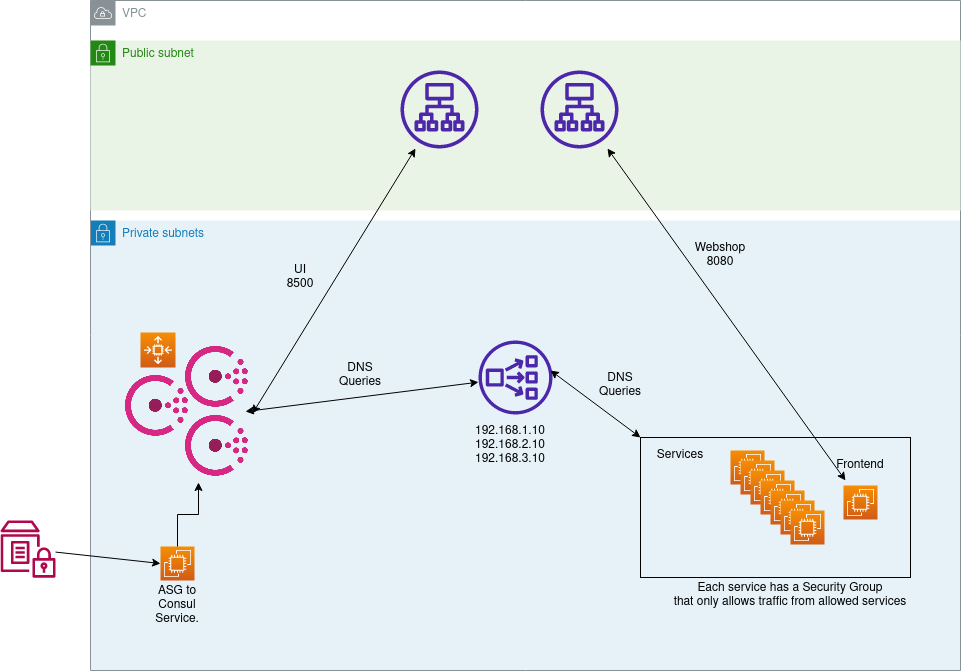 VPC
Public subnet
Private subnets
Webshop
8080
UI
8500
DNS
Queries
DNS
Queries
192.168.1.10
192.168.2.10
192.168.3.10
Services
Frontend
ASG to
Consul
Service.
Each service has a Security Group
that only allows traffic from allowed services